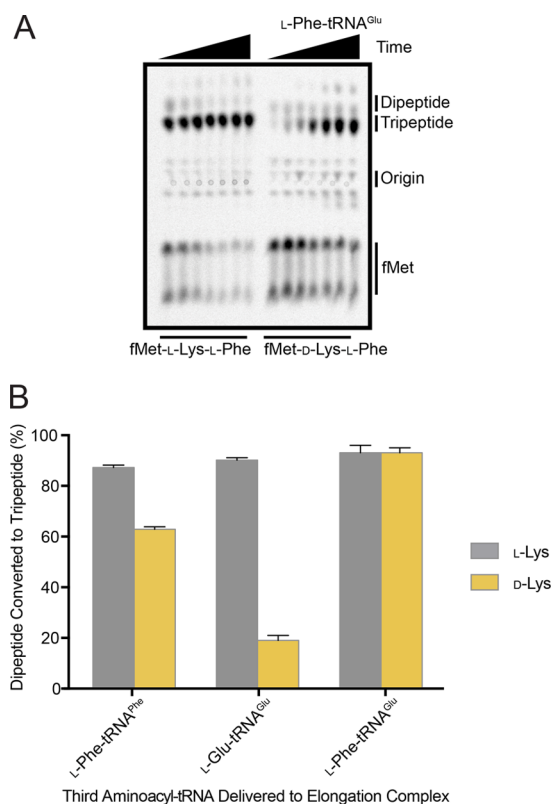 A
L-Phe-tRNA^Glu
Time
Dipeptide
Tripeptide
Origin
fMet
fMet-L-Lys-L-Phe fMet-D-Lys-L-Phe
B
Dipeptide Converted to Tripeptide (%)
100
80
60
40
20
0
L-Lys
D-Lys
L-Phe-tRNA^Phe
L-Glu-tRNA^Glu
L-Phe-tRNA^Glu
Third Aminoacyl-tRNA Delivered to Elongation Complex